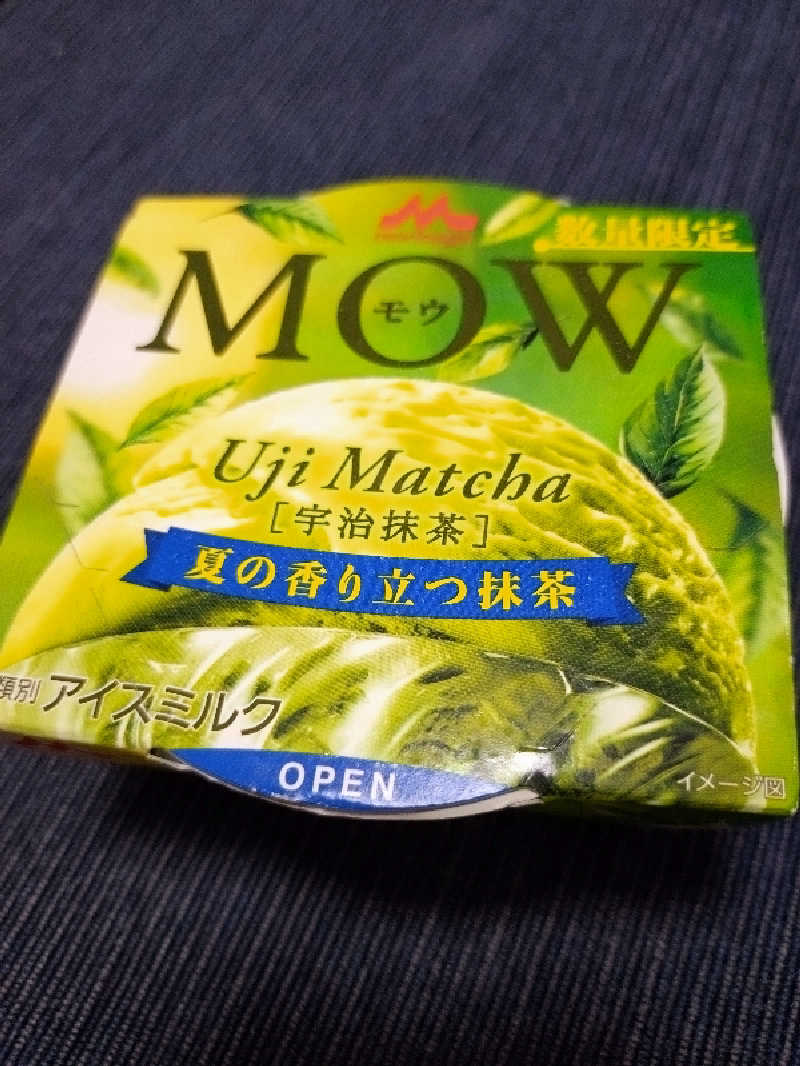 数量限定
MOW
モウ
Uji Matcha
[宇治抹茶]
夏の香り立つ抹茶
類別 アイスミルク
OPEN
イメージ図